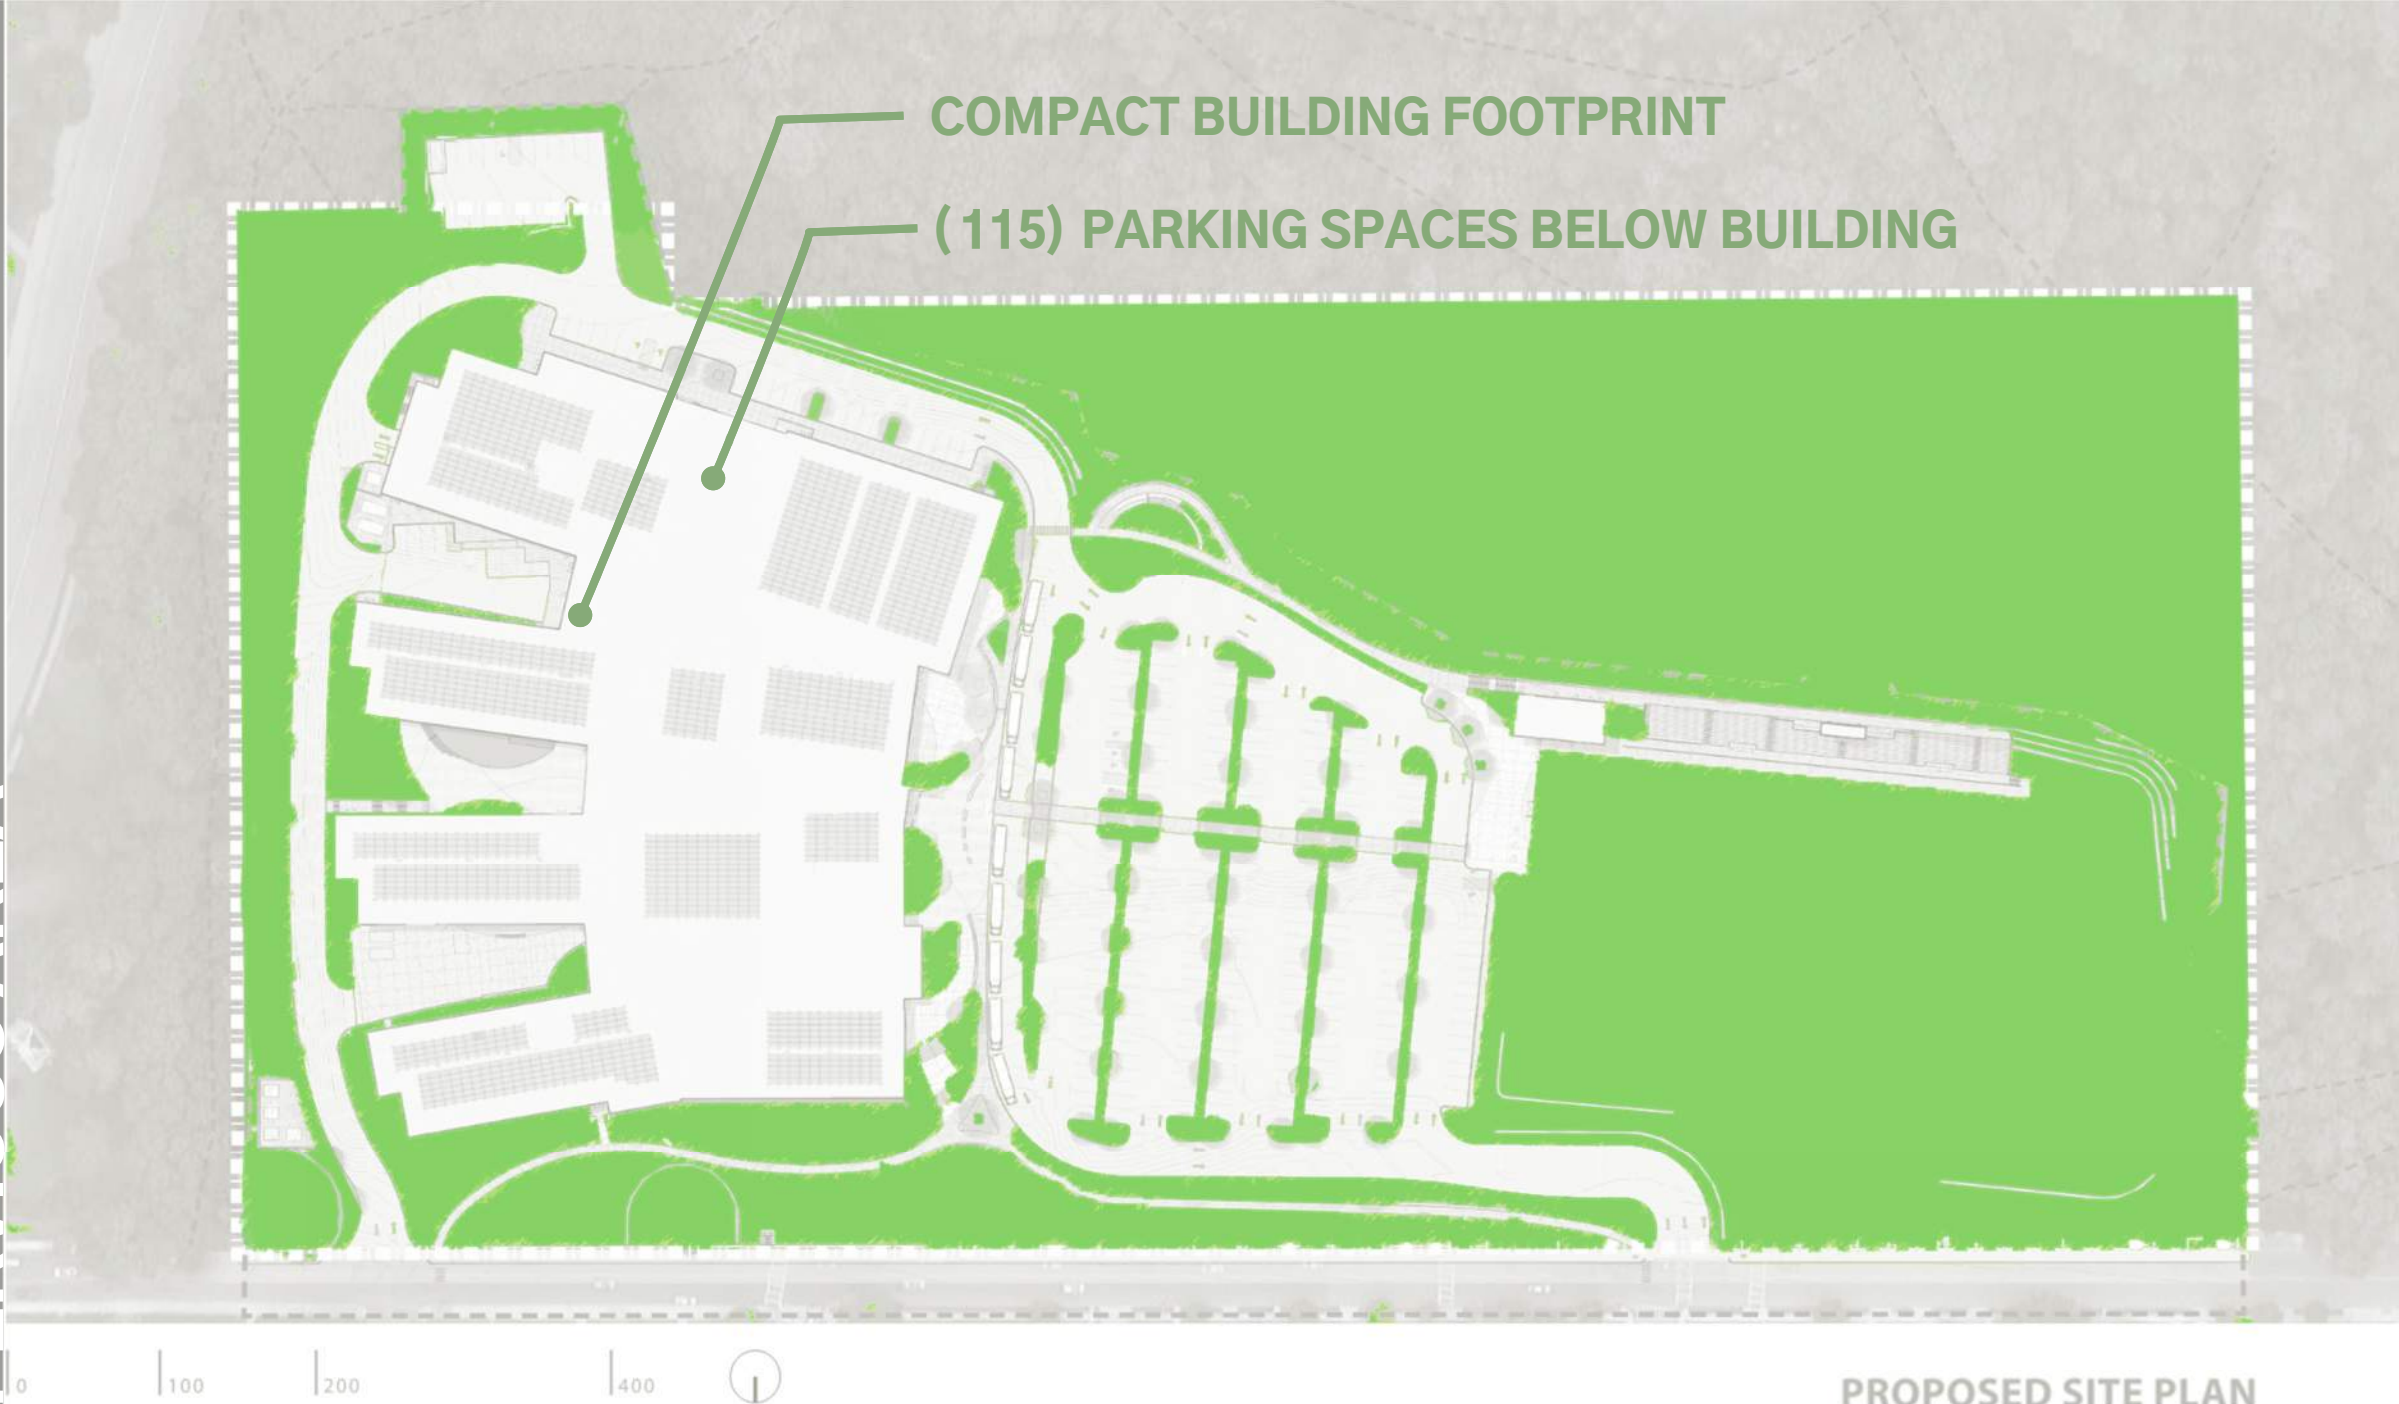 COMPACT BUILDING FOOTPRINT
(115) PARKING SPACES BELOW BUILDING
0 100 200 400
PROPOSED SITE PLAN